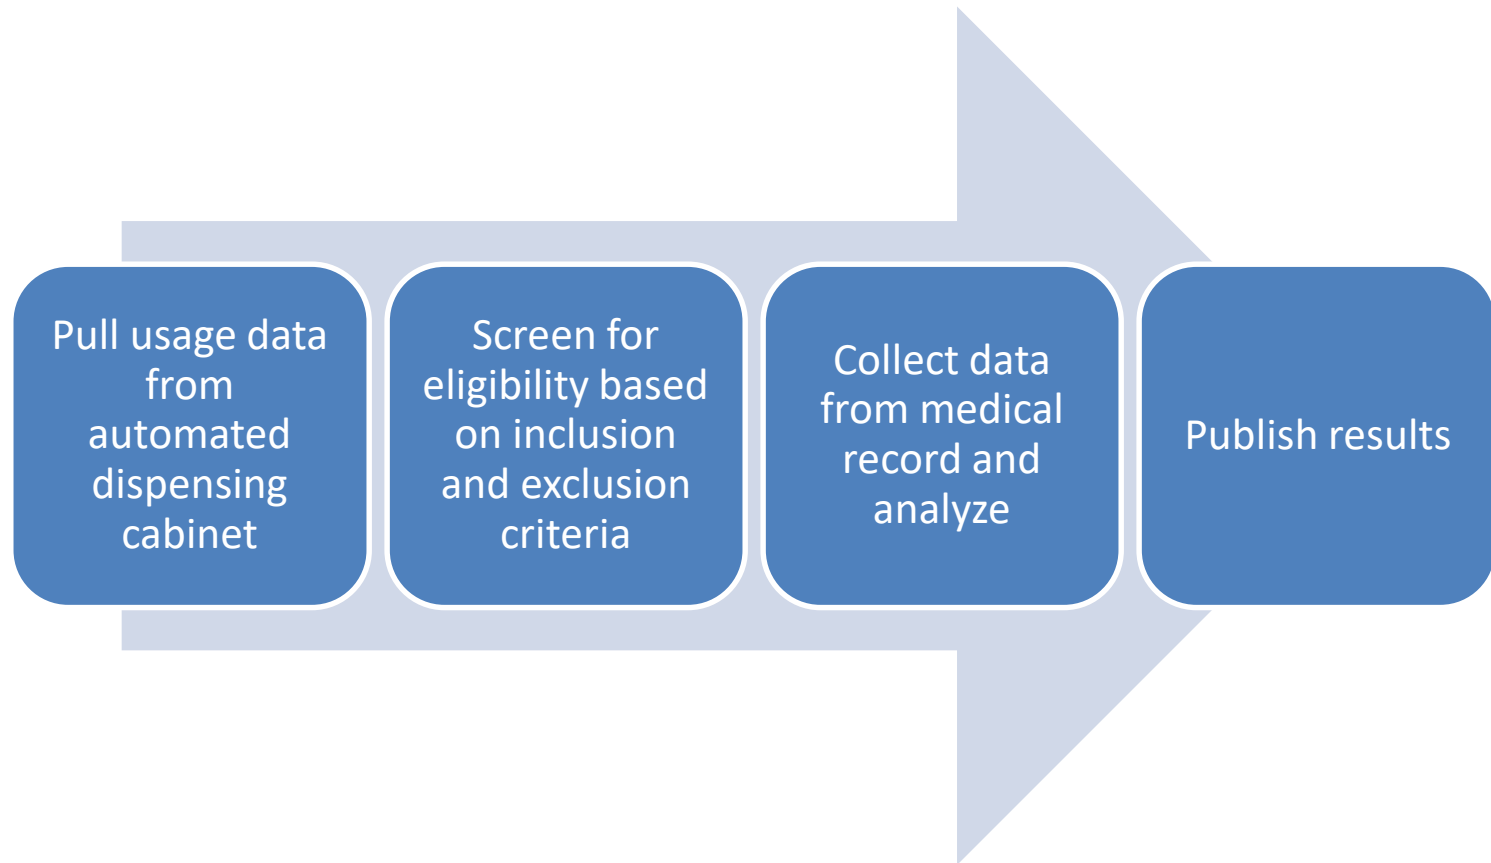 Pull usage data
from
automated
dispensing
cabinet
Screen for
eligibility based
on inclusion
and exclusion
criteria
Collect data
from medical
record and
analyze
Publish results